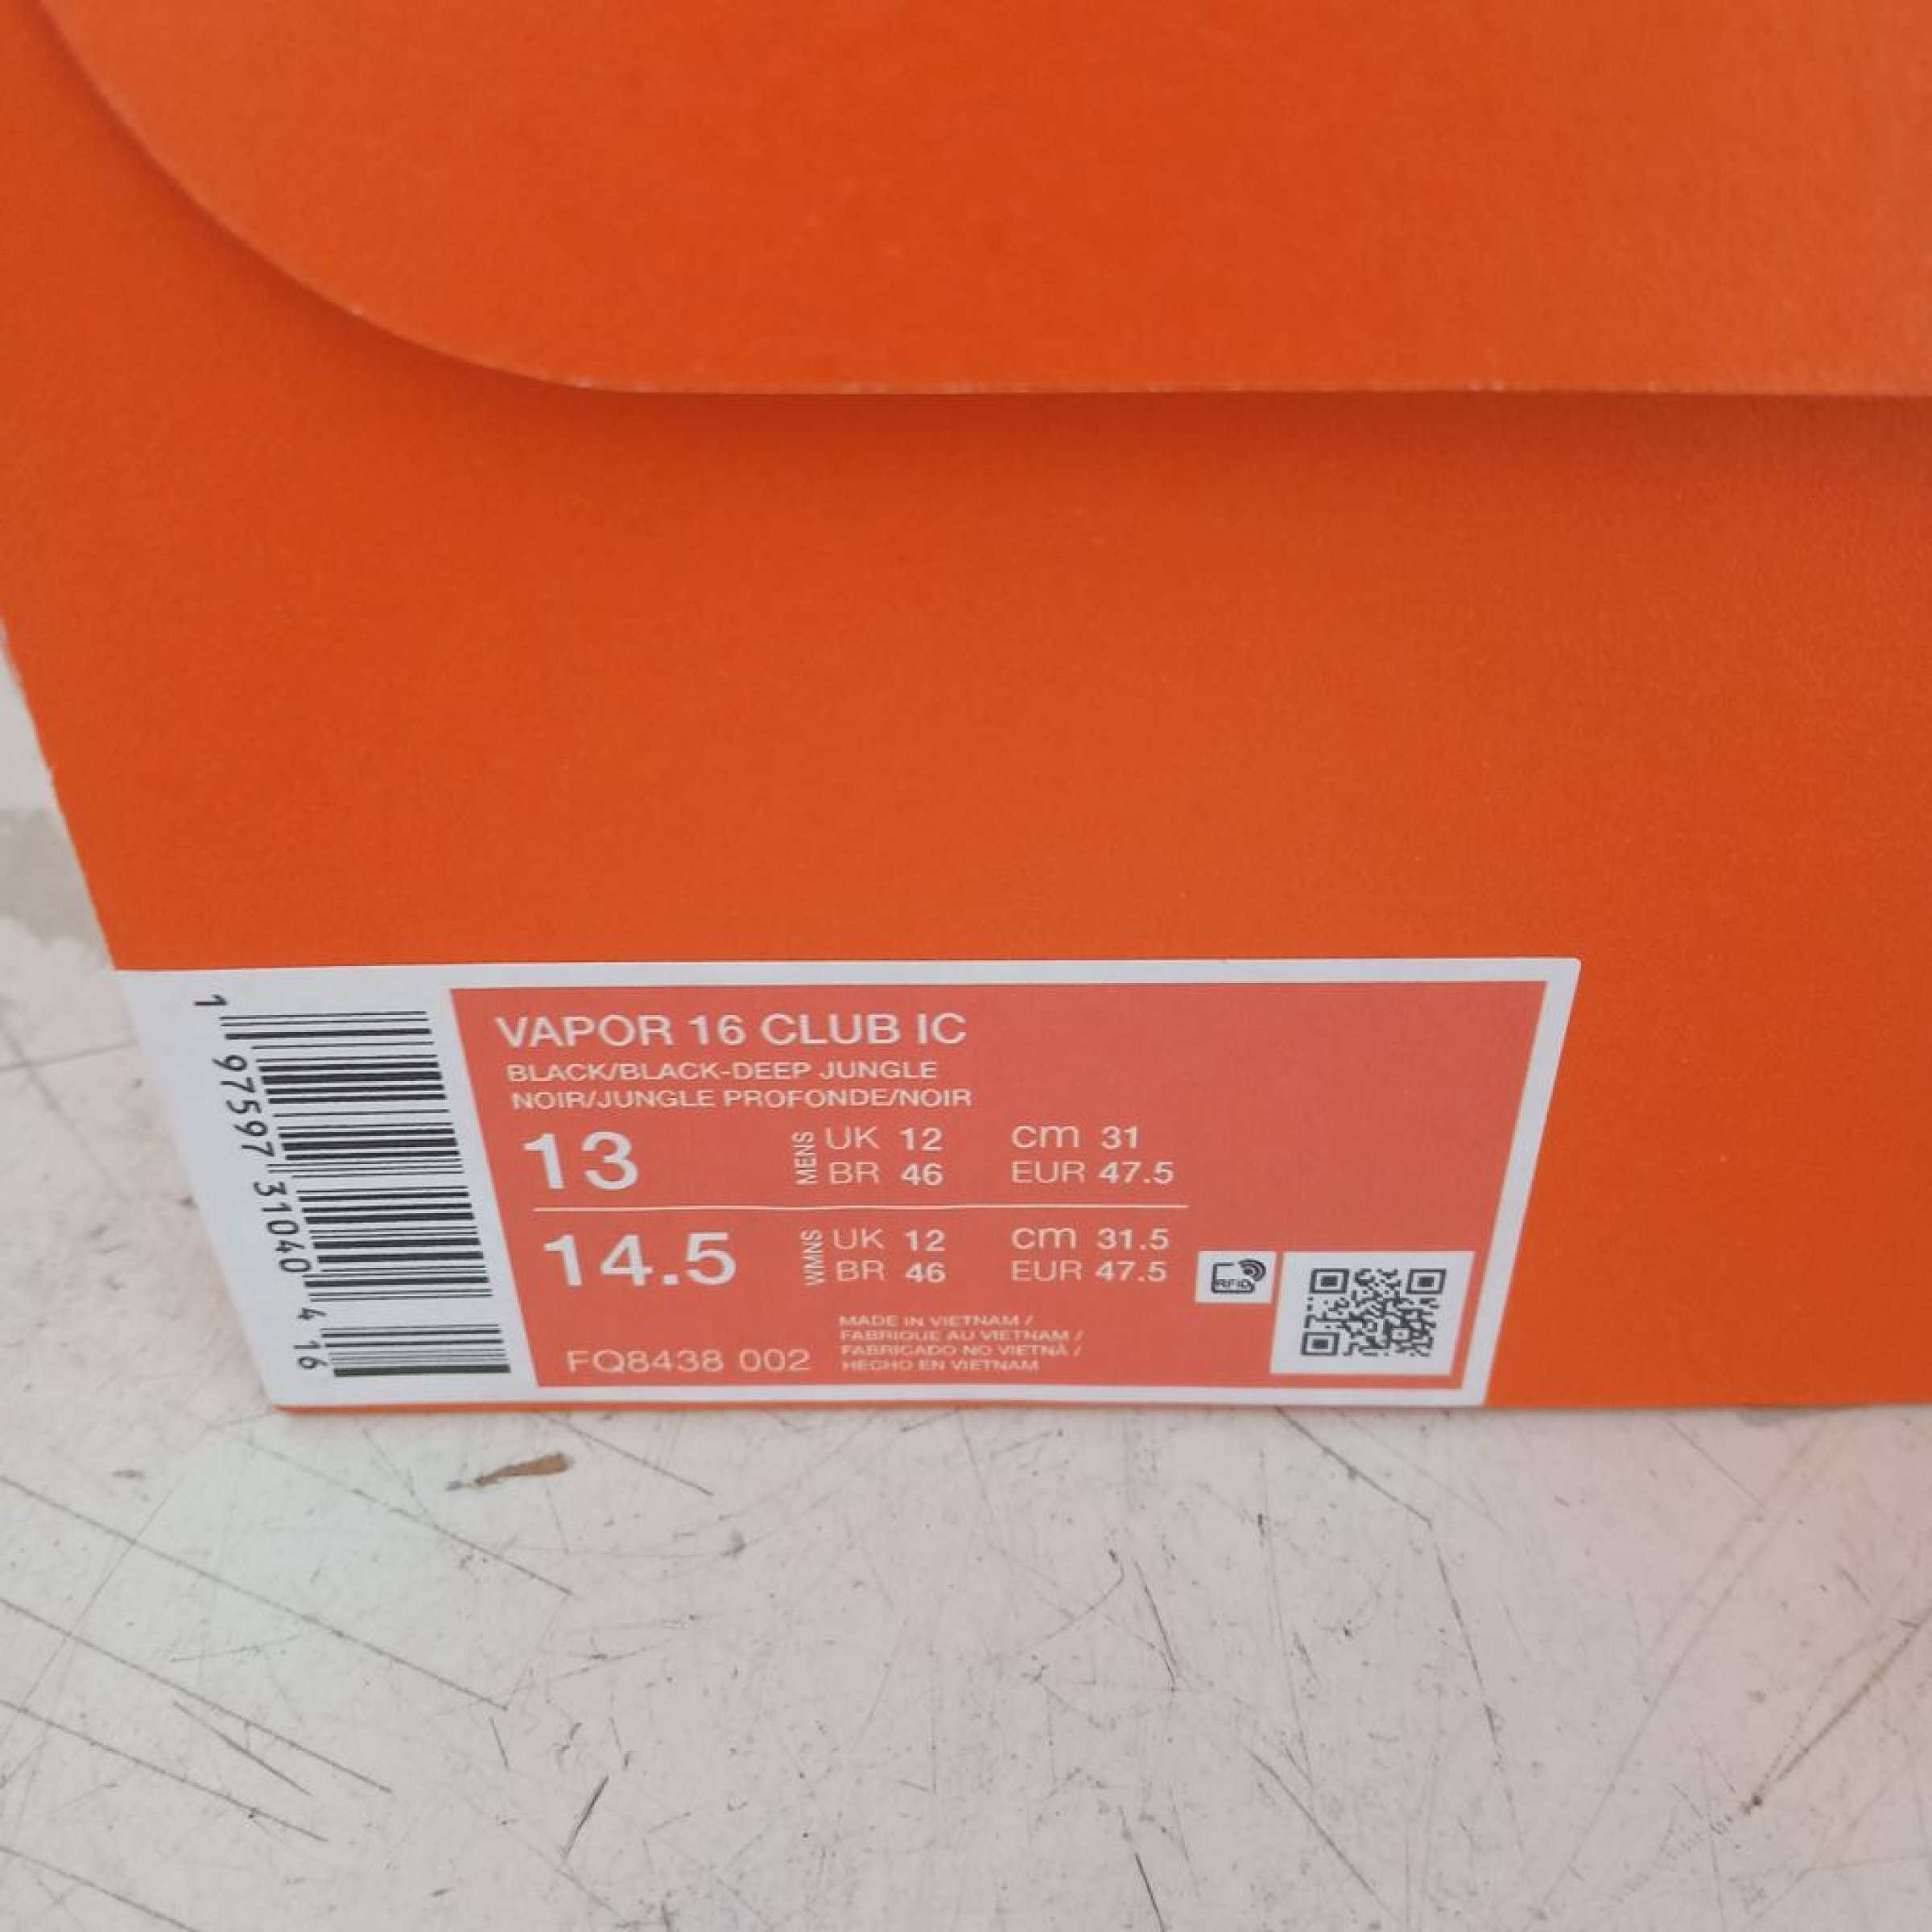 VAPOR 16 CLUB IC
BLACK/BLACK-DEEP JUNGLE
NOIR/JUNGLE PROFONDE/NOIR
13 MENS UK 12 cm 31
BR 46 EUR 47.5
14.5 WMNS UK 12 cm 31.5
BR 46 EUR 47.5
RFID
FQ8438 002
MADE IN VIETNAM /
FABRIQUE AU VIETNAM /
FABRICADO NO VIETNÃ /
HECHO EN VIETNAM
1 97597 31040 4 16